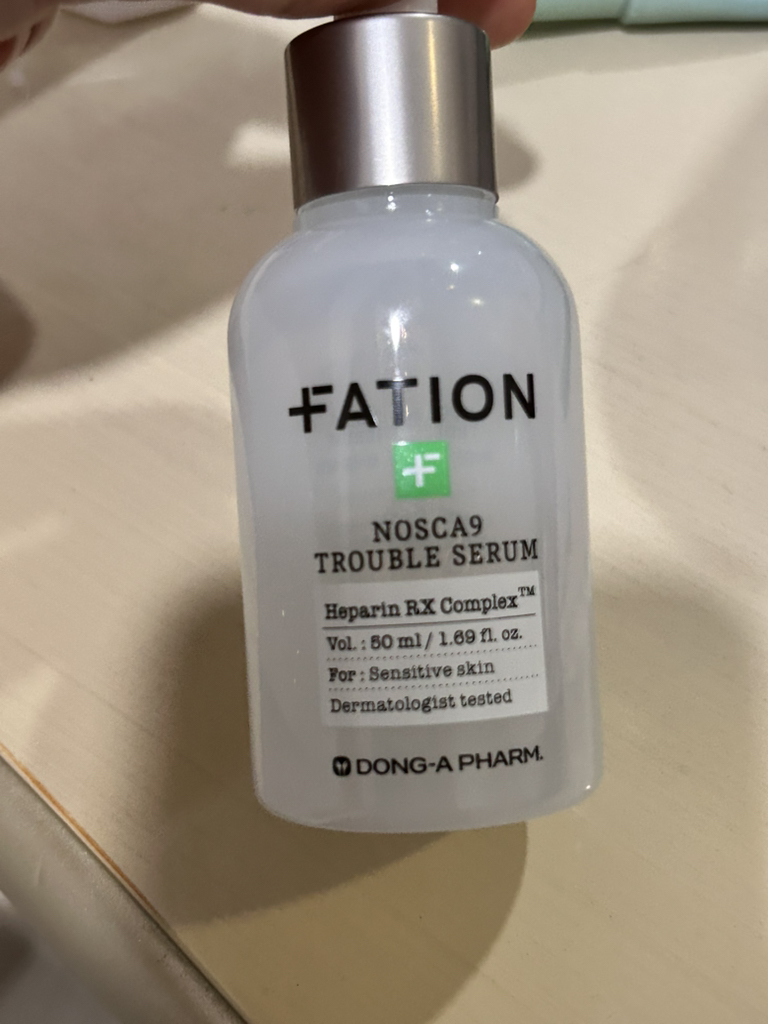 FATION
NOSCA9
TROUBLE SERUM
Heparin RX Complex™
Vol. : 50 ml / 1.69 fl. oz.
For : Sensitive skin
Dermatologist tested
DONG-A PHARM.